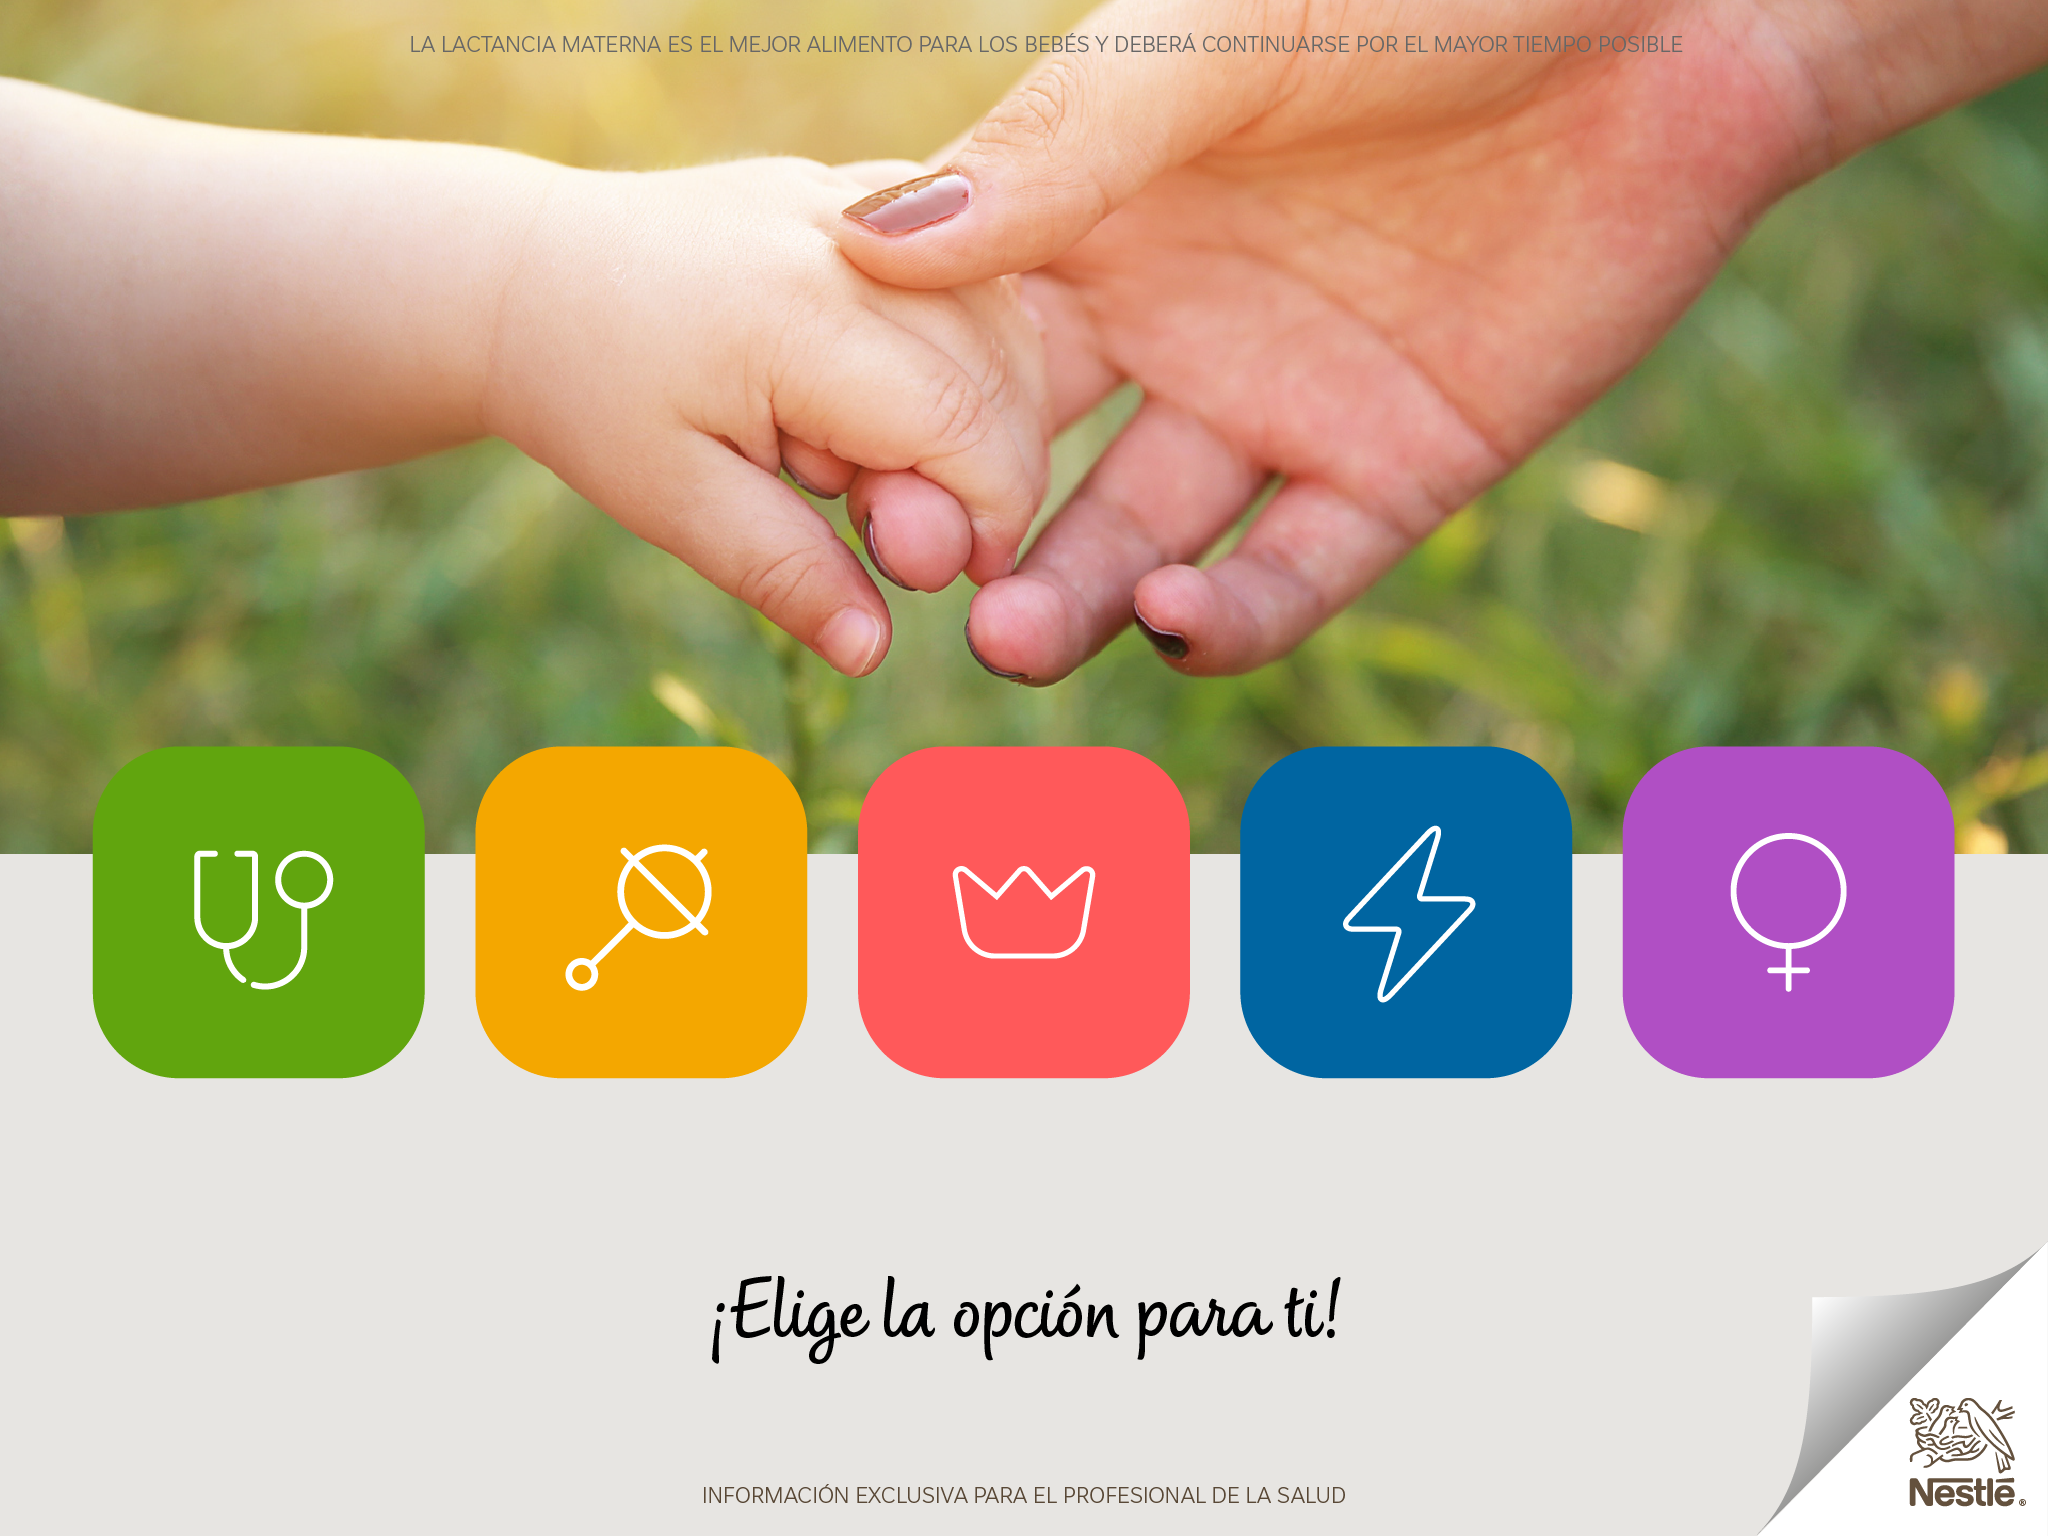 LA LACTANCIA MATERNA ES EL MEJOR ALIMENTO PARA LOS BEBÉS Y DEBERÁ CONTINUARSE POR EL MAYOR TIEMPO POSIBLE
¡Elige la opción para ti!
INFORMACIÓN EXCLUSIVA PARA EL PROFESIONAL DE LA SALUD
Nestlé®